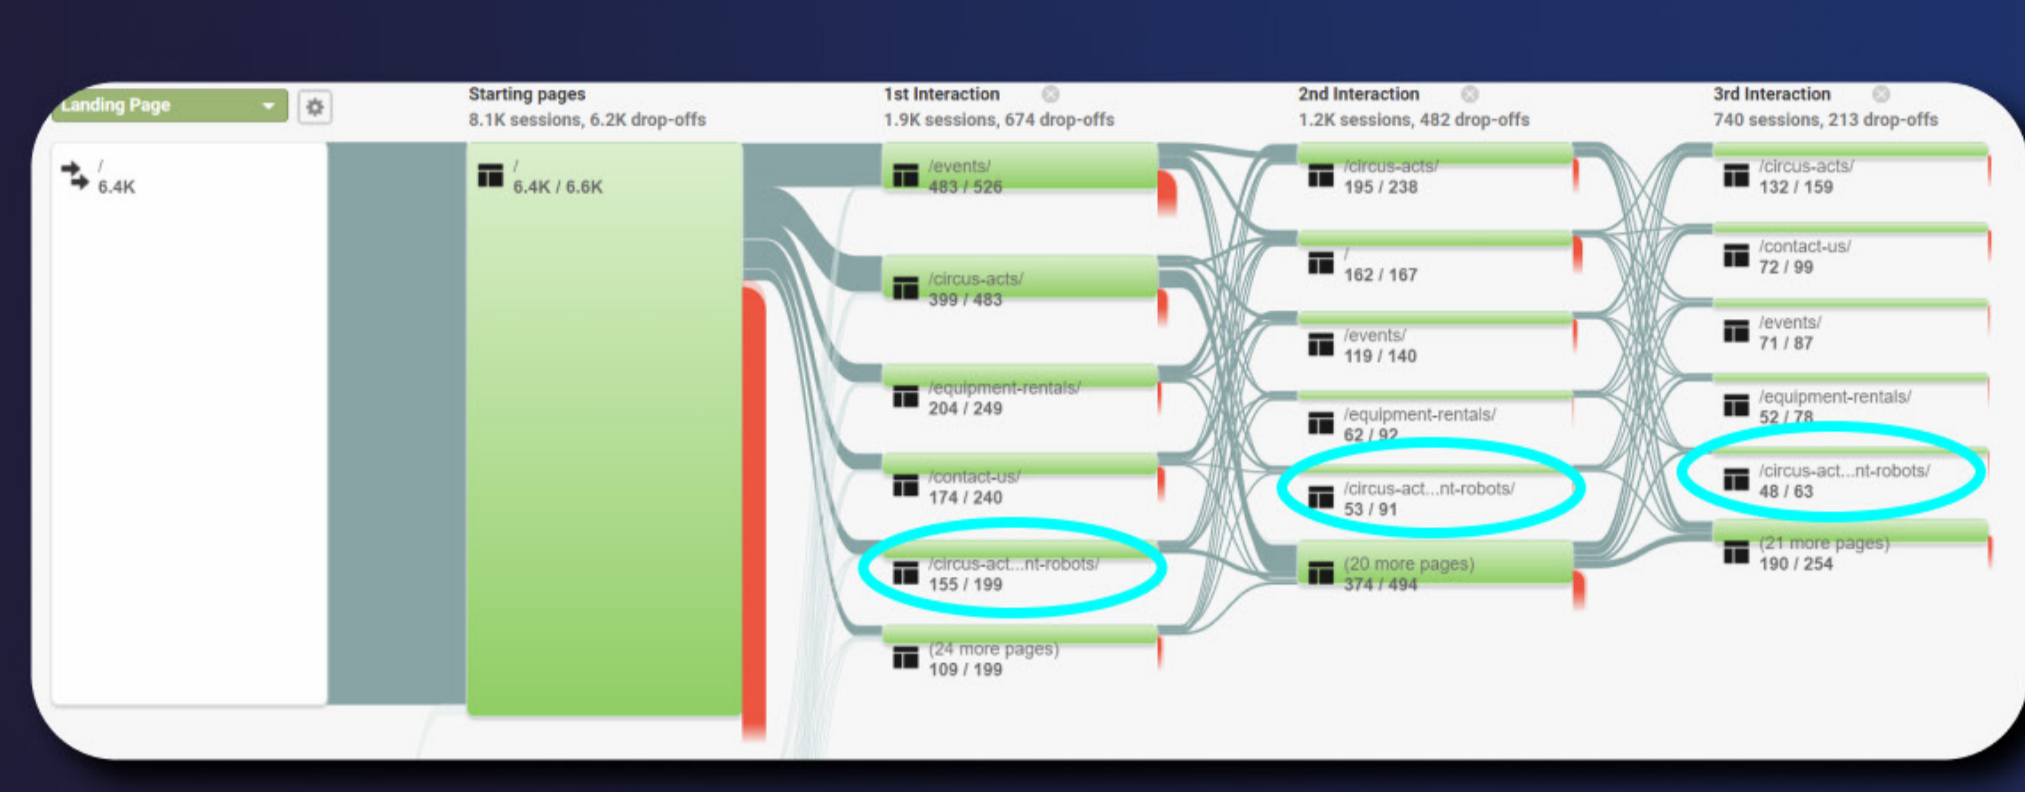 Landing Page
/
6.4K
Starting pages
8.1K sessions, 6.2K drop-offs
/
6.4K / 6.6K
1st Interaction
1.9K sessions, 674 drop-offs
/events/
483 / 526
/circus-acts/
399 / 483
/equipment-rentals/
204 / 249
/contact-us/
174 / 240
/circus-act...nt-robots/
155 / 199
(24 more pages)
109 / 199
2nd Interaction
1.2K sessions, 482 drop-offs
/circus-acts/
195 / 238
/
162 / 167
/events/
119 / 140
/equipment-rentals/
62 / 92
/circus-act...nt-robots/
53 / 91
(20 more pages)
374 / 494
3rd Interaction
740 sessions, 213 drop-offs
/circus-acts/
132 / 159
/contact-us/
72 / 99
/events/
71 / 87
/equipment-rentals/
52 / 78
/circus-act...nt-robots/
48 / 63
(21 more pages)
190 / 254